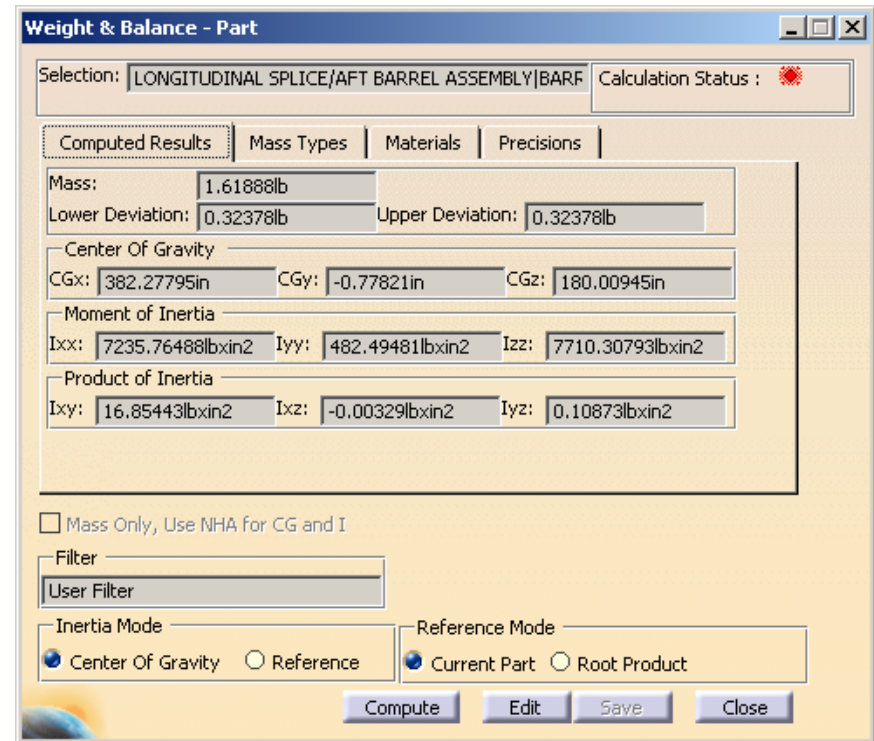 Weight & Balance - Part
Selection: LONGITUDINAL SPLICE/AFT BARREL ASSEMBLY|BARR Calculation Status :
Computed Results Mass Types Materials Precisions
Mass: 1.61888lb
Lower Deviation: 0.32378lb Upper Deviation: 0.32378lb
Center Of Gravity
CGx: 382.27795in CGy: -0.77821in CGz: 180.00945in
Moment of Inertia
Ixx: 7235.76488lbxin2 Iyy: 482.49481lbxin2 Izz: 7710.30793lbxin2
Product of Inertia
Ixy: 16.85443lbxin2 Ixz: -0.00329lbxin2 Iyz: 0.10873lbxin2
Mass Only, Use NHA for CG and I
Filter
User Filter
Inertia Mode Reference Mode
Center Of Gravity Reference Current Part Root Product
Compute Edit Save Close